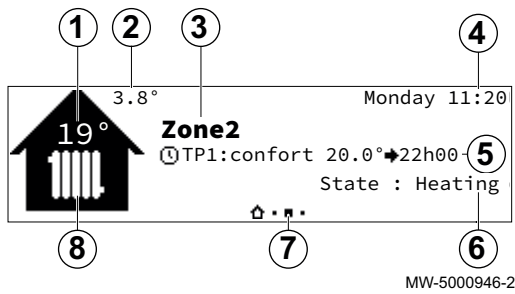 1 2 3 4
3.8° Monday 11:20
19° Zone2
TP1:confort 20.0°➔22h00 5
State : Heating
8 7 6
MW-5000946-2